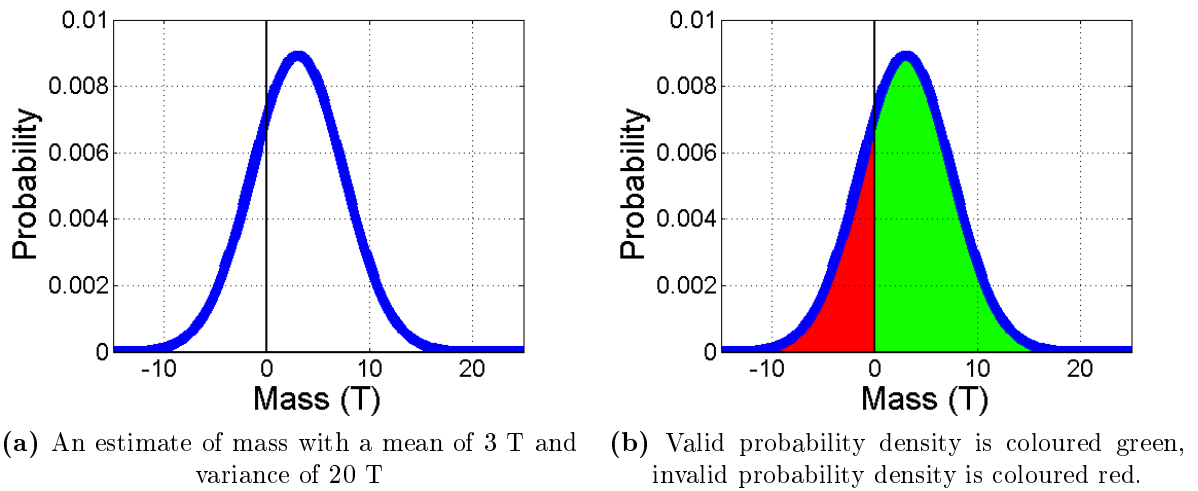 0.01
0.008
0.006
0.004
0.002
0
Probability
-10 0 10 20
Mass (T)
0.01
0.008
0.006
0.004
0.002
0
Probability
-10 0 10 20
Mass (T)
(a) An estimate of mass with a mean of 3 T and
variance of 20 T
(b) Valid probability density is coloured green,
invalid probability density is coloured red.